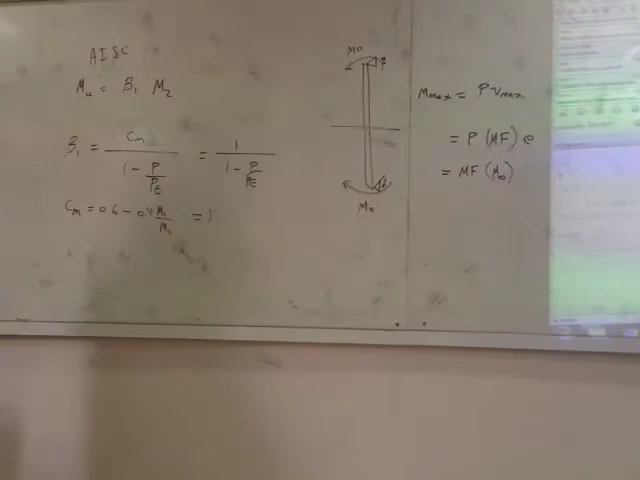 AISC
Mu = B1 M2
B1 = Cm / (1 - P/PE) = 1 / (1 - P/PE)
Cm = 0.6 - 0.4 M1/M2 = 1
Mo
P
Mo
Mmax = P vmax
= P (MF) e
= MF (Mo)